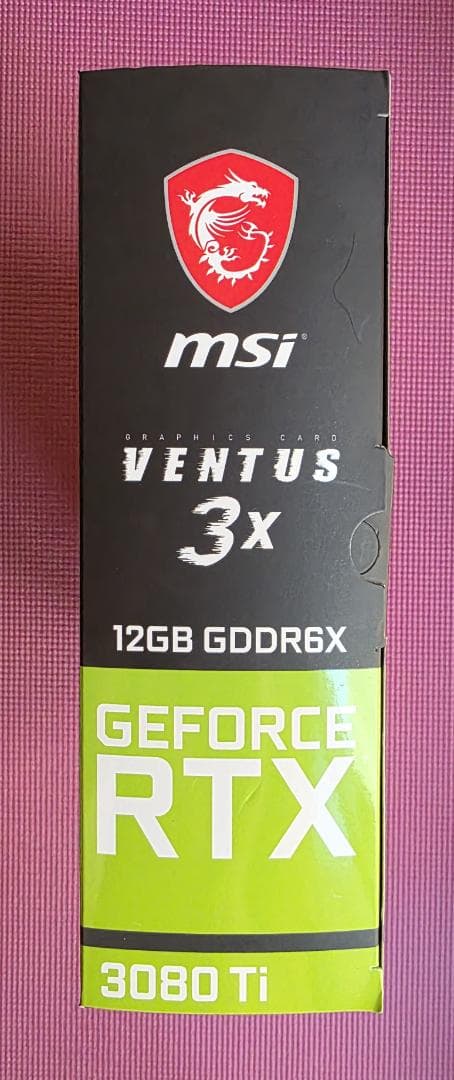 msi®
GRAPHICS CARD
VENTUS
3X
12GB GDDR6X
GEFORCE
RTX
3080 Ti